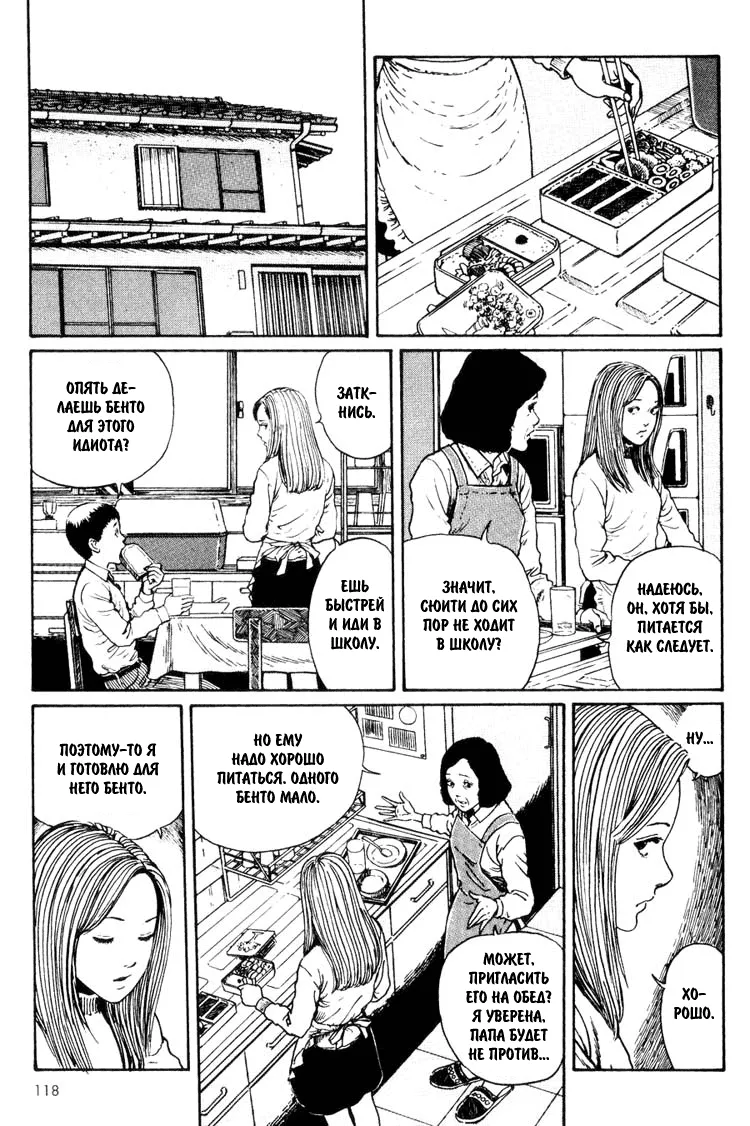 ОПЯТЬ ДЕ-
ЛАЕШЬ БЕНТО
ДЛЯ ЭТОГО
ИДИОТА?
ЗАТК-
НИСЬ.
ЕШЬ
БЫСТРЕЙ
И ИДИ В
ШКОЛУ.
ЗНАЧИТ,
СЮИТИ ДО СИХ
ПОР НЕ ХОДИТ
В ШКОЛУ?
НАДЕЮСЬ,
ОН, ХОТЯ БЫ,
ПИТАЕТСЯ
КАК СЛЕДУЕТ.
ПОЭТОМУ-ТО Я
И ГОТОВЛЮ ДЛЯ
НЕГО БЕНТО.
НО ЕМУ
НАДО ХОРОШО
ПИТАТЬСЯ. ОДНОГО
БЕНТО МАЛО.
МОЖЕТ,
ПРИГЛАСИТЬ
ЕГО НА ОБЕД?
Я УВЕРЕНА,
ПАПА БУДЕТ
НЕ ПРОТИВ...
НУ...
ХО-
РОШО.
118